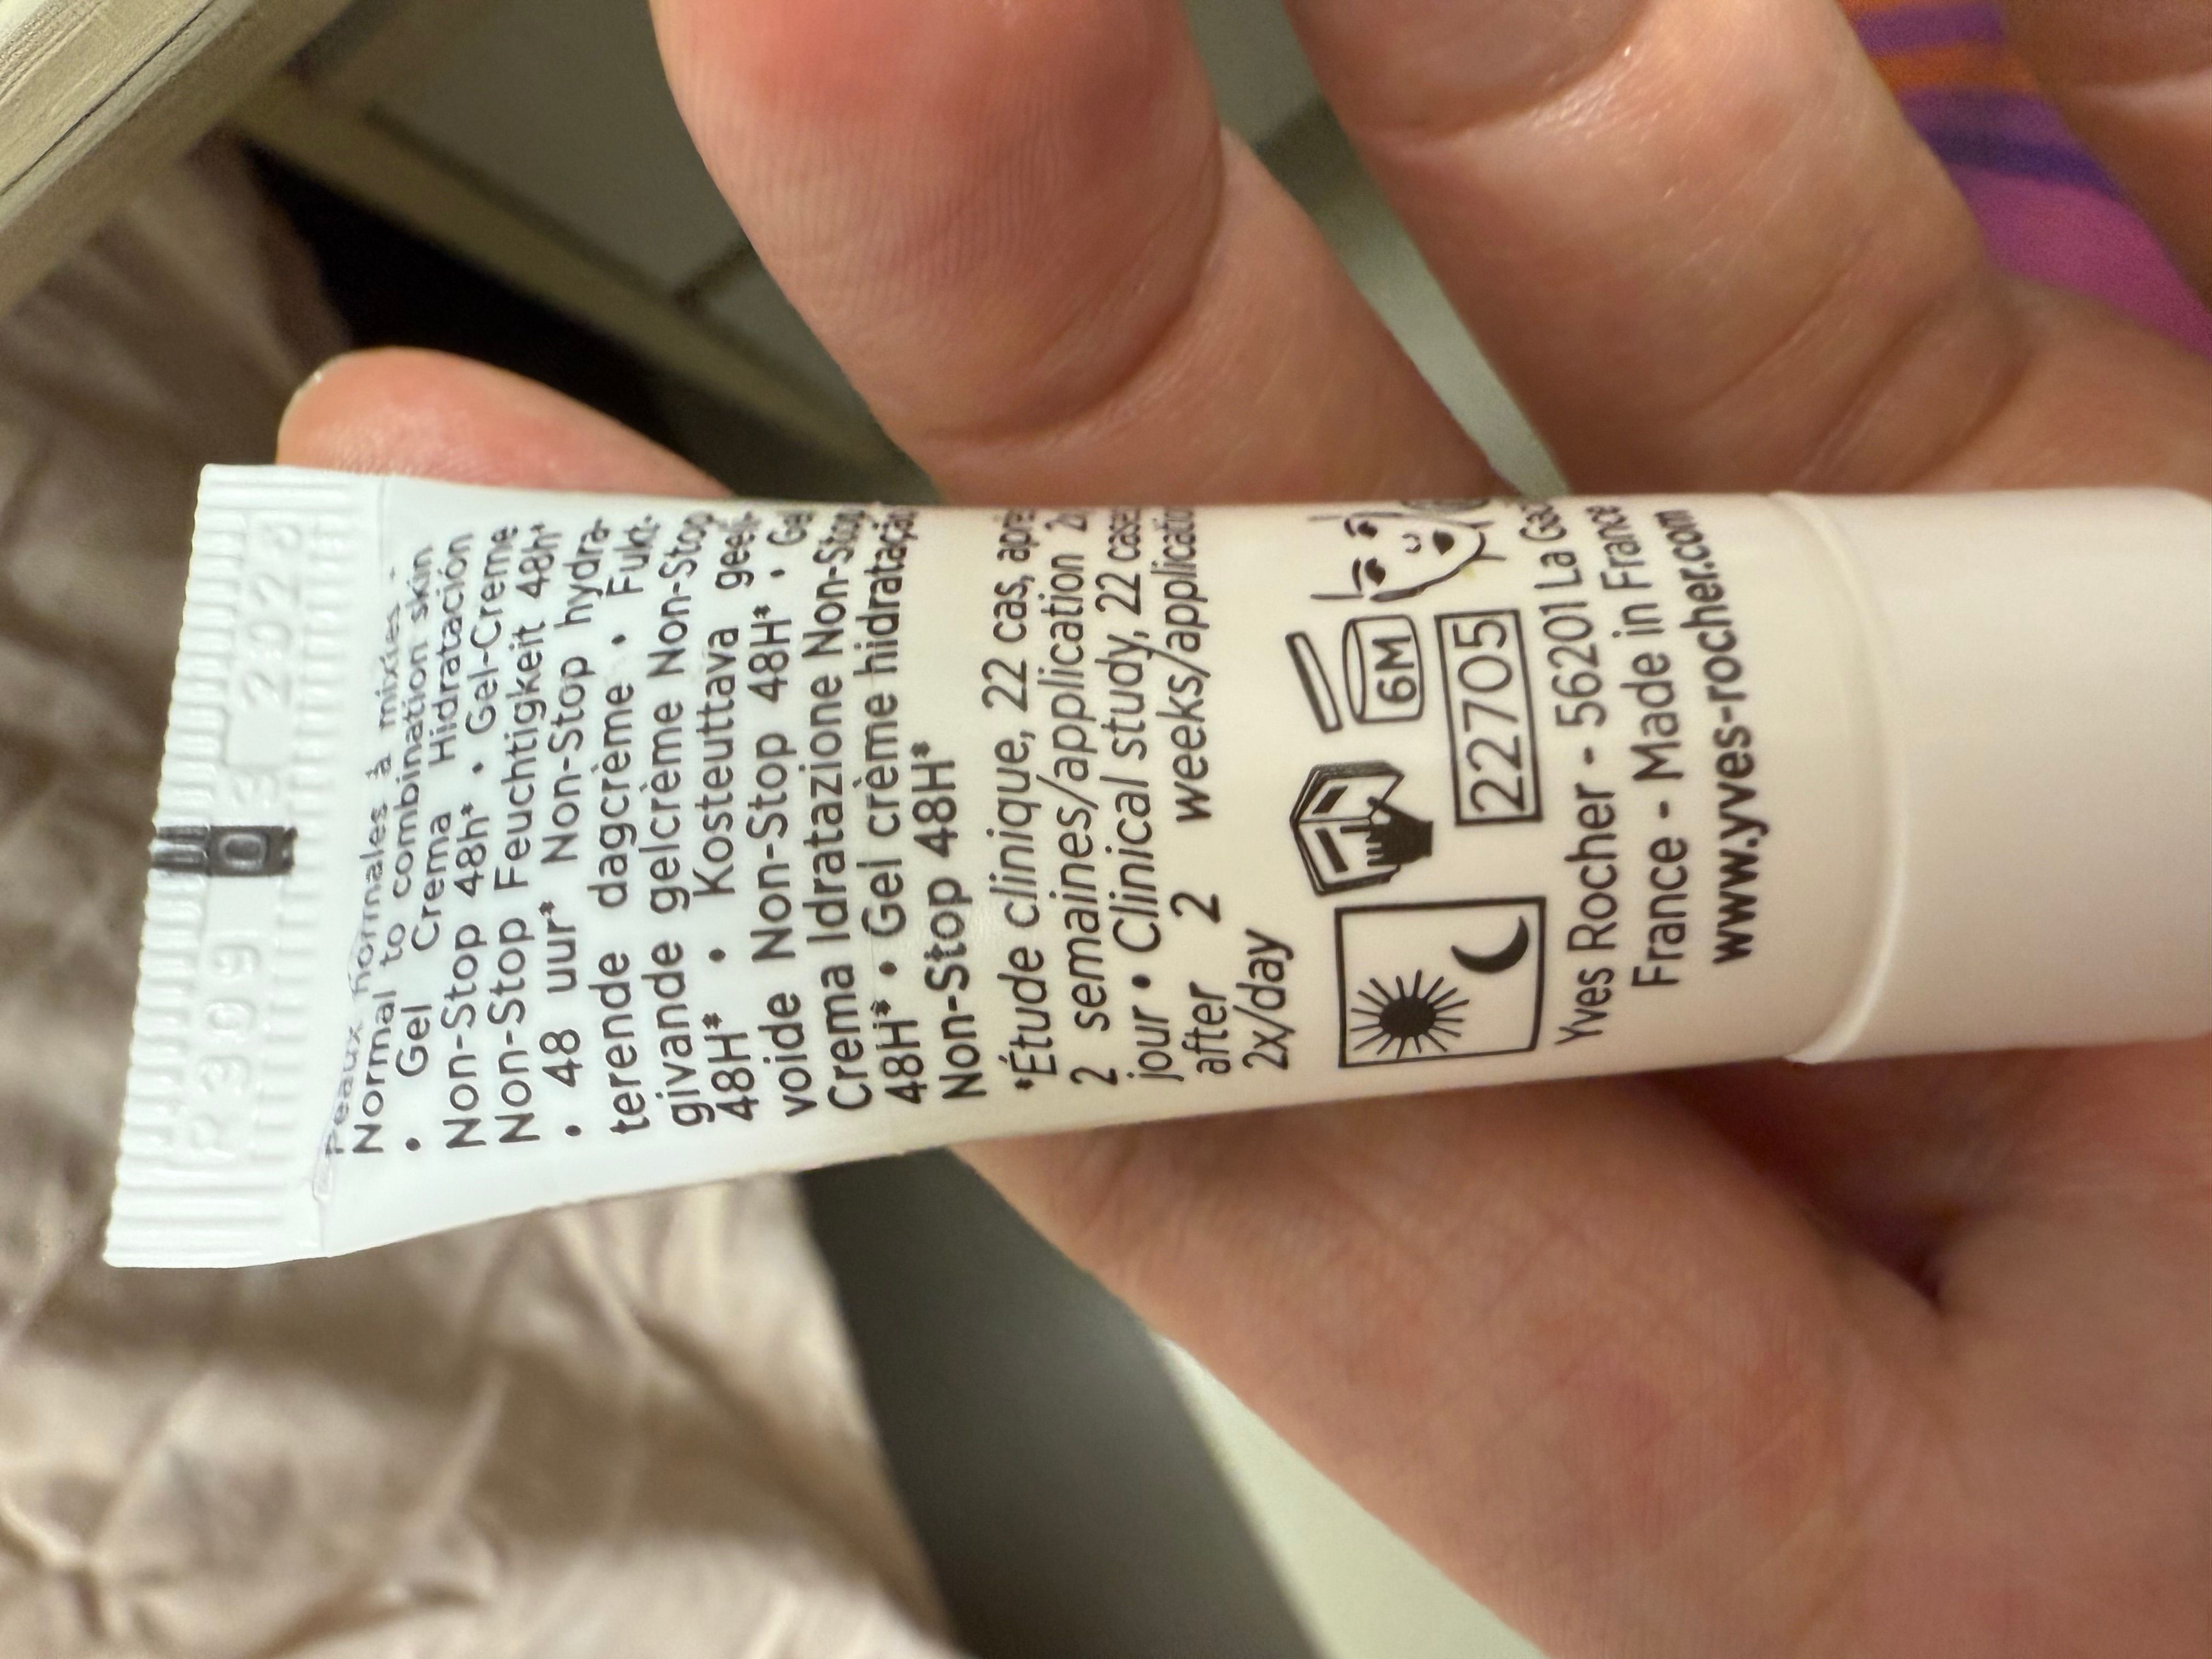 R309 03 202
Peaux normales à mixtes -
Normal to combination skin
• Gel Crema Hidratación
Non-Stop 48h* • Gel-Creme
Non-Stop Feuchtigkeit 48h*
• 48 uur* Non-Stop hydra-
terende dagcrème • Fukt-
givande gelcrème Non-Stop
48H* • Kosteuttava geeli-
voide Non-Stop 48H* • Gel
Crema Idratazione Non-Stop
48H* • Gel crème hidratação
Non-Stop 48H*
*Étude clinique, 22 cas, après
2 semaines/application 2x
jour • Clinical study, 22 cases
after 2 weeks/application
2x/day
6M
22705
Yves Rocher - 56201 La Gac
France - Made in France
www.yves-rocher.com